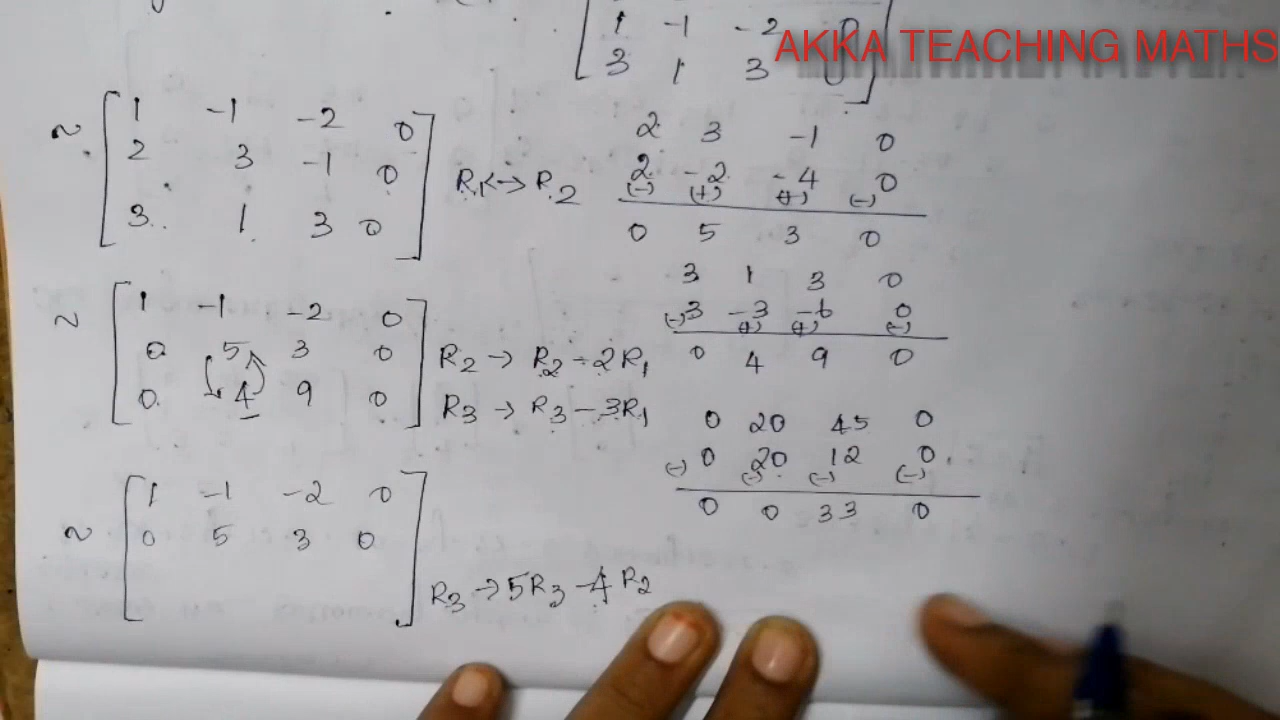 1 -1 -2 0
3 1 3 0
AKKA TEACHING MATHS
~ [ 1 -1 -2 0
2 3 -1 0
3 1 3 0 ] R1 ↔ R2
2 3 -1 0
2 -2 -4 0
(-) (+) (+) (-)
0 5 3 0
~ [ 1 -1 -2 0
0 5 3 0
0 4 9 0 ]
R2 → R2 - 2R1
R3 → R3 - 3R1
3 1 3 0
3 -3 -6 0
(-) (+) (+) (-)
0 4 9 0
~ [ 1 -1 -2 0
0 5 3 0 ]
R3 → 5R3 - 4R2
0 20 45 0
0 20 12 0
(-) (-) (-) (-)
0 0 33 0